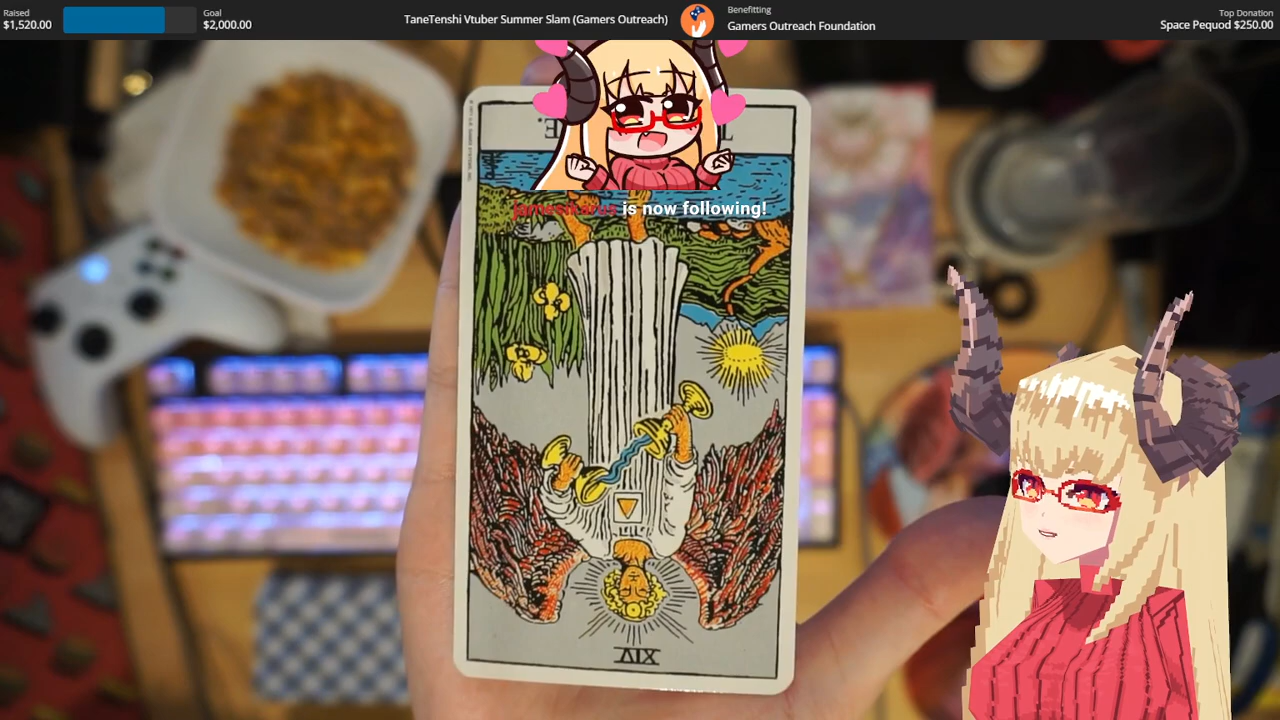 Raised
$1,520.00
Goal
$2,000.00
TaneTenshi Vtuber Summer Slam (Gamers Outreach)
Benefitting
Gamers Outreach Foundation
Top Donation
Space Pequod $250.00
jamesikarus is now following!
XIV